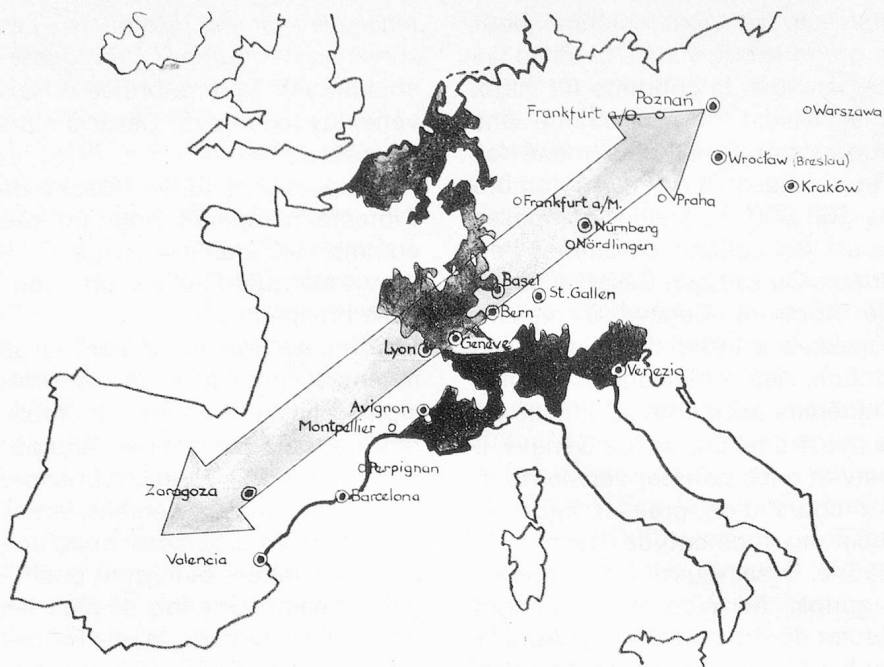 Poznań
Frankfurt a/O.
Warszawa
Wrocław (Breslau)
Kraków
Frankfurt a/M.
Praha
Nürnberg
Nördlingen
Basel
St. Gallen
Bern
Genève
Lyon
Venezia
Avignon
Montpellier
Perpignan
Zaragoza
Barcelona
Valencia